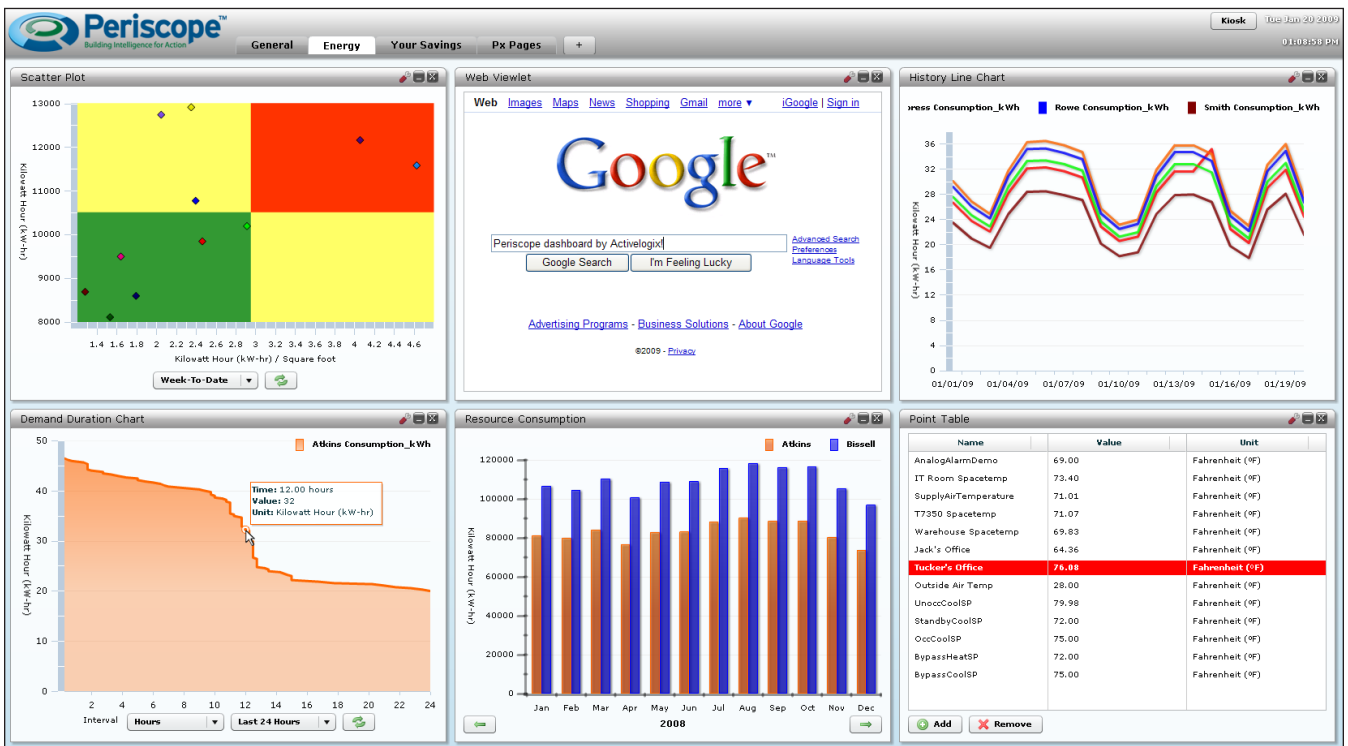 Periscope™
Building Intelligence for Action
General Energy Your Savings Px Pages +
Kiosk Tue Jan 20 2009
01:08:58 PM
Scatter Plot
13000
12000
11000
10000
9000
8000
Kilowatt Hour (kW-hr)
1.4 1.6 1.8 2 2.2 2.4 2.6 2.8 3 3.2 3.4 3.6 3.8 4 4.2 4.4 4.6
Kilowatt Hour (kW-hr) / Square foot
Week-To-Date
Web Viewlet
Web Images Maps News Shopping Gmail more ▼ iGoogle | Sign in
Google™
Periscope dashboard by Activelogix!
Advanced Search
Preferences
Language Tools
Google Search I'm Feeling Lucky
Advertising Programs - Business Solutions - About Google
©2009 - Privacy
History Line Chart
press Consumption_kWh Rowe Consumption_kWh Smith Consumption_kWh
36
32
28
24
20
16
12
8
4
0
Kilowatt Hour (kW-hr)
01/01/09 01/04/09 01/07/09 01/10/09 01/13/09 01/16/09 01/19/09
Demand Duration Chart
Atkins Consumption_kWh
50
40
30
20
10
0
Kilowatt Hour (kW-hr)
Time: 12.00 hours
Value: 32
Unit: Kilowatt Hour (kW-hr)
2 4 6 8 10 12 14 16 18 20 22 24
Interval Hours Last 24 Hours
Resource Consumption
Atkins Bissell
120000
100000
80000
60000
40000
20000
0
Kilowatt Hour (kW-hr)
Jan Feb Mar Apr May Jun Jul Aug Sep Oct Nov Dec
2008
Point Table
Name Value Unit
AnalogAlarmDemo 69.00 Fahrenheit (ºF)
IT Room Spacetemp 73.40 Fahrenheit (ºF)
SupplyAirTemperature 71.01 Fahrenheit (ºF)
T7350 Spacetemp 71.07 Fahrenheit (ºF)
Warehouse Spacetemp 69.83 Fahrenheit (ºF)
Jack's Office 64.36 Fahrenheit (ºF)
Tucker's Office 76.08 Fahrenheit (ºF)
Outside Air Temp 28.00 Fahrenheit (ºF)
UnoccCoolSP 79.98 Fahrenheit (ºF)
StandbyCoolSP 72.00 Fahrenheit (ºF)
OccCoolSP 75.00 Fahrenheit (ºF)
BypassHeatSP 72.00 Fahrenheit (ºF)
BypassCoolSP 75.00 Fahrenheit (ºF)
Add Remove